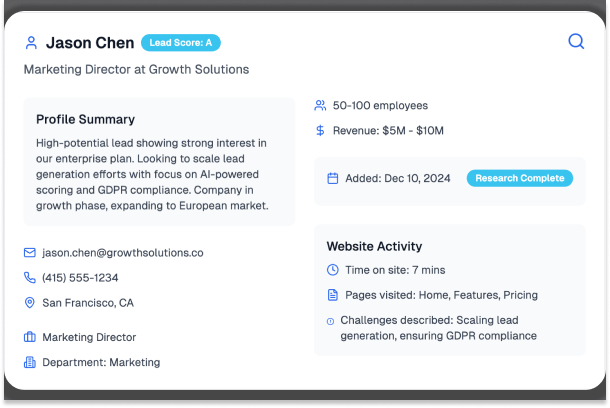 Jason Chen
Lead Score: A
Marketing Director at Growth Solutions
Profile Summary
High-potential lead showing strong interest in
our enterprise plan. Looking to scale lead
generation efforts with focus on AI-powered
scoring and GDPR compliance. Company in
growth phase, expanding to European market.
jason.chen@growthsolutions.co
(415) 555-1234
San Francisco, CA
Marketing Director
Department: Marketing
50-100 employees
Revenue: $5M - $10M
Added: Dec 10, 2024
Research Complete
Website Activity
Time on site: 7 mins
Pages visited: Home, Features, Pricing
Challenges described: Scaling lead
generation, ensuring GDPR compliance